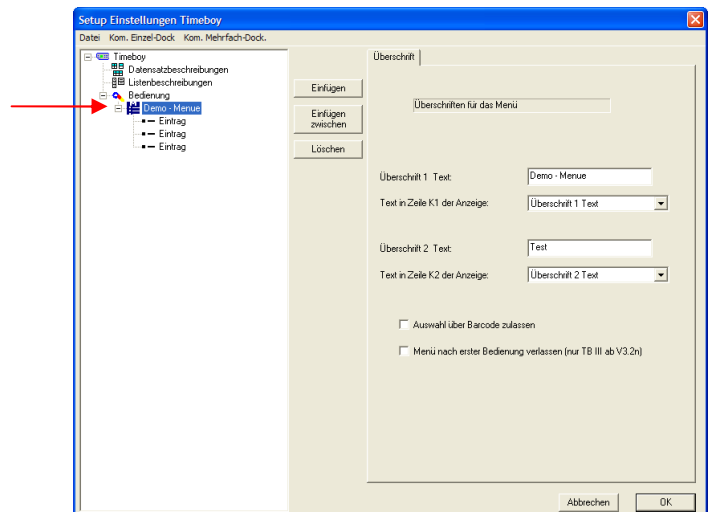 Setup Einstellungen Timeboy
Datei Kom. Einzel-Dock Kom. Mehrfach-Dock.
Timeboy
Datensatzbeschreibungen
Listenbeschreibungen
Bedienung
Demo - Menue
Eintrag
Eintrag
Eintrag
Einfügen
Einfügen
zwischen
Löschen
Überschrift
Überschriften für das Menü
Überschrift 1 Text: Demo - Menue
Text in Zeile K1 der Anzeige: Überschrift 1 Text
Überschrift 2 Text: Test
Text in Zeile K2 der Anzeige: Überschrift 2 Text
Auswahl über Barcode zulassen
Menü nach erster Bedienung verlassen (nur TB III ab V3.2n)
Abbrechen OK